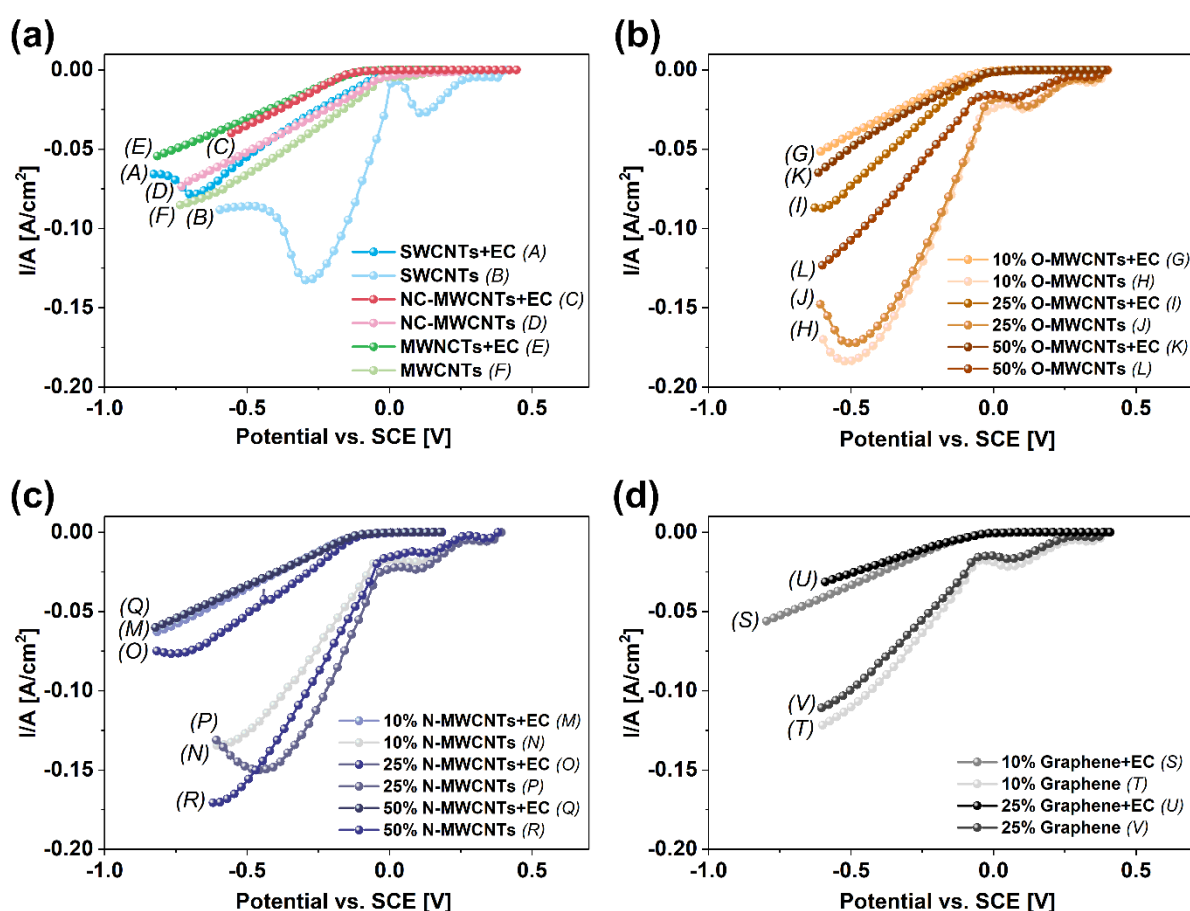 (a)
I/A [A/cm²]
0.00
-0.05
-0.10
-0.15
-0.20
-1.0 -0.5 0.0 0.5
Potential vs. SCE [V]
(E)
(C)
(A)
(D)
(F) (B)
SWCNTs+EC (A)
SWCNTs (B)
NC-MWCNTs+EC (C)
NC-MWCNTs (D)
MWNCTs+EC (E)
MWCNTs (F)
(b)
I/A [A/cm²]
0.00
-0.05
-0.10
-0.15
-0.20
-1.0 -0.5 0.0 0.5
Potential vs. SCE [V]
(G)
(K)
(I)
(L)
(J)
(H)
10% O-MWCNTs+EC (G)
10% O-MWCNTs (H)
25% O-MWCNTs+EC (I)
25% O-MWCNTs (J)
50% O-MWCNTs+EC (K)
50% O-MWCNTs (L)
(c)
I/A [A/cm²]
0.00
-0.05
-0.10
-0.15
-0.20
-1.0 -0.5 0.0 0.5
Potential vs. SCE [V]
(Q)
(M)
(O)
(P)
(N)
(R)
10% N-MWCNTs+EC (M)
10% N-MWCNTs (N)
25% N-MWCNTs+EC (O)
25% N-MWCNTs (P)
50% N-MWCNTs+EC (Q)
50% N-MWCNTs (R)
(d)
I/A [A/cm²]
0.00
-0.05
-0.10
-0.15
-0.20
-1.0 -0.5 0.0 0.5
Potential vs. SCE [V]
(U)
(S)
(V)
(T)
10% Graphene+EC (S)
10% Graphene (T)
25% Graphene+EC (U)
25% Graphene (V)